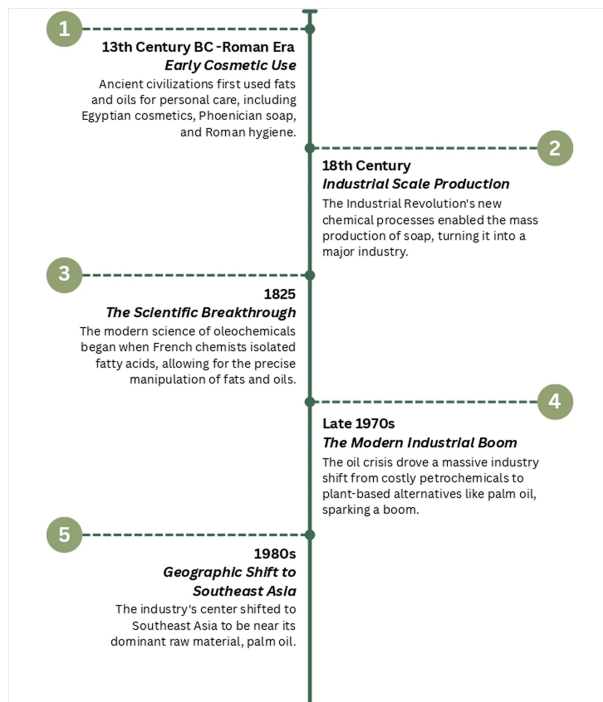 1
13th Century BC -Roman Era
Early Cosmetic Use
Ancient civilizations first used fats
and oils for personal care, including
Egyptian cosmetics, Phoenician soap,
and Roman hygiene.
2
18th Century
Industrial Scale Production
The Industrial Revolution's new
chemical processes enabled the mass
production of soap, turning it into a
major industry.
3
1825
The Scientific Breakthrough
The modern science of oleochemicals
began when French chemists isolated
fatty acids, allowing for the precise
manipulation of fats and oils.
4
Late 1970s
The Modern Industrial Boom
The oil crisis drove a massive industry
shift from costly petrochemicals to
plant-based alternatives like palm oil,
sparking a boom.
5
1980s
Geographic Shift to
Southeast Asia
The industry's center shifted to
Southeast Asia to be near its
dominant raw material, palm oil.